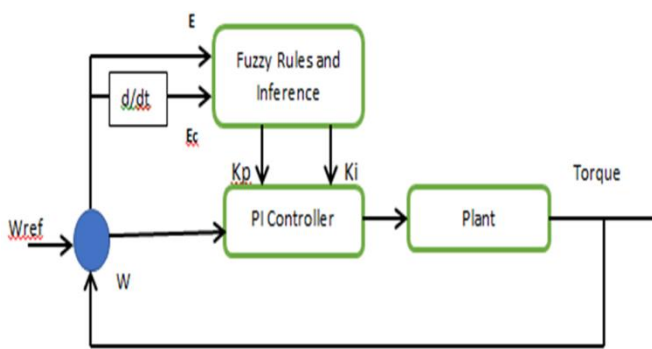 E
Fuzzy Rules and
Inference
d/dt
Ec
Kp
Ki
Torque
Wref
PI Controller
Plant
W